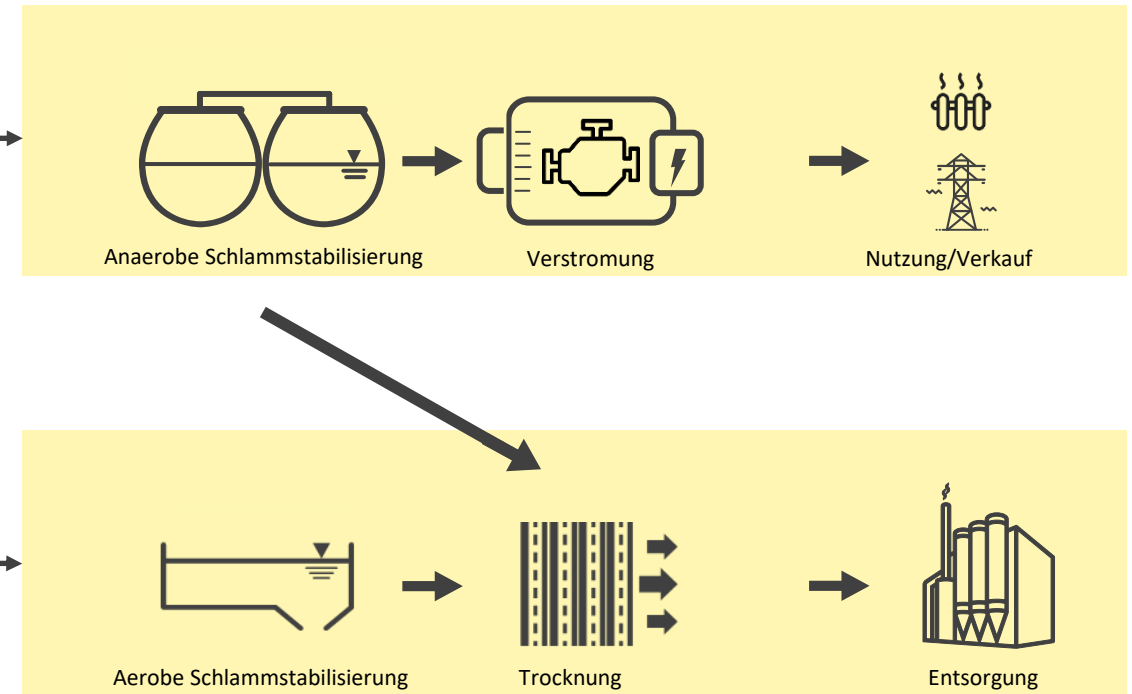 Anaerobe Schlammstabilisierung
Verstromung
Nutzung/Verkauf
Aerobe Schlammstabilisierung
Trocknung
Entsorgung